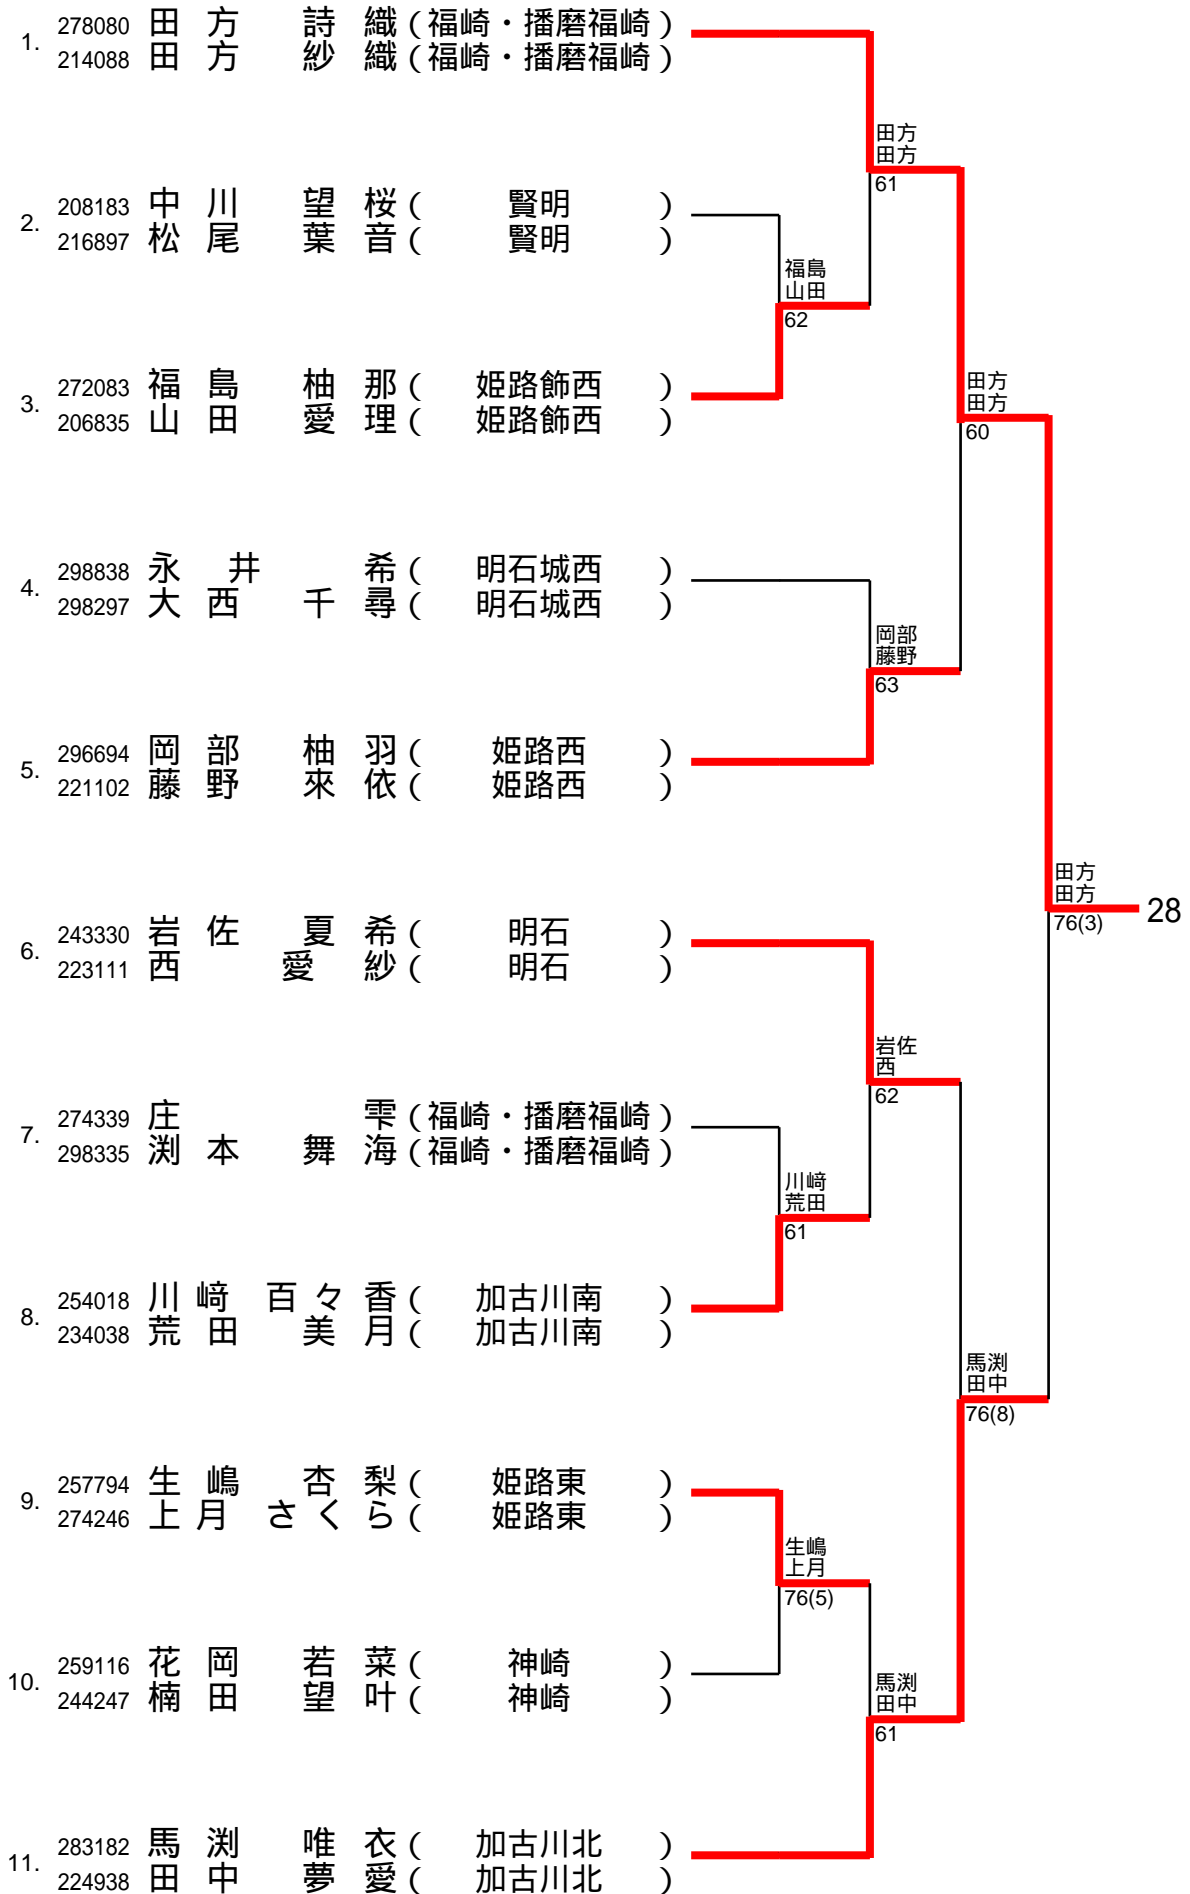 1. 278080 田方 詩織 (福崎・播磨福崎)
214088 田方 紗織 (福崎・播磨福崎)
田方
田方
61
2. 208183 中川 望桜 ( 賢明 )
216897 松尾 葉音 ( 賢明 )
福島
山田
62
3. 272083 福島 柚那 ( 姫路飾西 )
206835 山田 愛理 ( 姫路飾西 )
田方
田方
60
4. 298838 永井 希 ( 明石城西 )
298297 大西 千尋 ( 明石城西 )
岡部
藤野
63
5. 296694 岡部 柚羽 ( 姫路西 )
221102 藤野 來依 ( 姫路西 )
田方
田方
76(3)
28
6. 243330 岩佐 夏希 ( 明石 )
223111 西 愛紗 ( 明石 )
岩佐
西
62
7. 274339 庄 雫 (福崎・播磨福崎)
298335 渕本 舞海 (福崎・播磨福崎)
川﨑
荒田
61
8. 254018 川﨑 百々香 ( 加古川南 )
234038 荒田 美月 ( 加古川南 )
馬渕
田中
76(8)
9. 257794 生嶋 杏梨 ( 姫路東 )
274246 上月 さくら ( 姫路東 )
生嶋
上月
76(5)
10. 259116 花岡 若菜 ( 神崎 )
244247 楠田 望叶 ( 神崎 )
馬渕
田中
61
11. 283182 馬渕 唯衣 ( 加古川北 )
224938 田中 夢愛 ( 加古川北 )